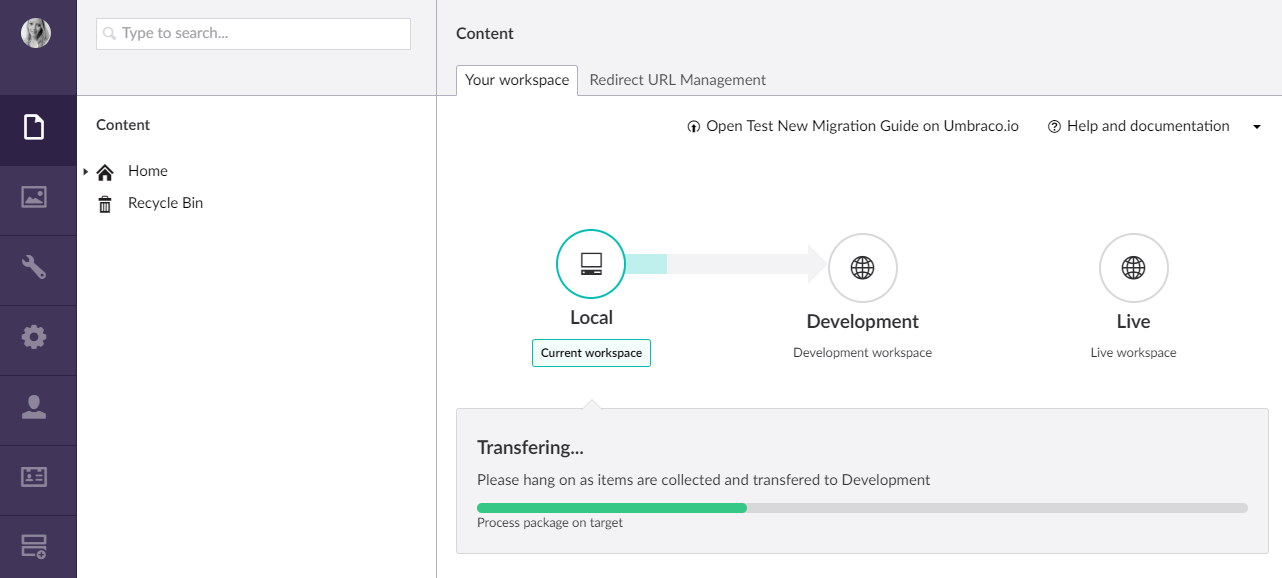 Type to search...
Content
Home
Recycle Bin
Content
Your workspace
Redirect URL Management
Open Test New Migration Guide on Umbraco.io
Help and documentation
Local
Current workspace
Development
Development workspace
Live
Live workspace
Transfering...
Please hang on as items are collected and transfered to Development
Process package on target